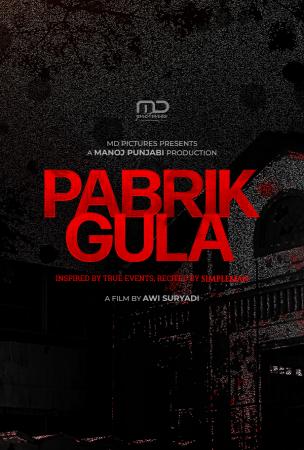 MD
MD PICTURES PRESENTS
A MANOJ PUNJABI PRODUCTION
PABRIK
GULA
INSPIRED BY TRUE EVENTS, RECITED BY SIMPLEMAN
A FILM BY AWI SURYADI